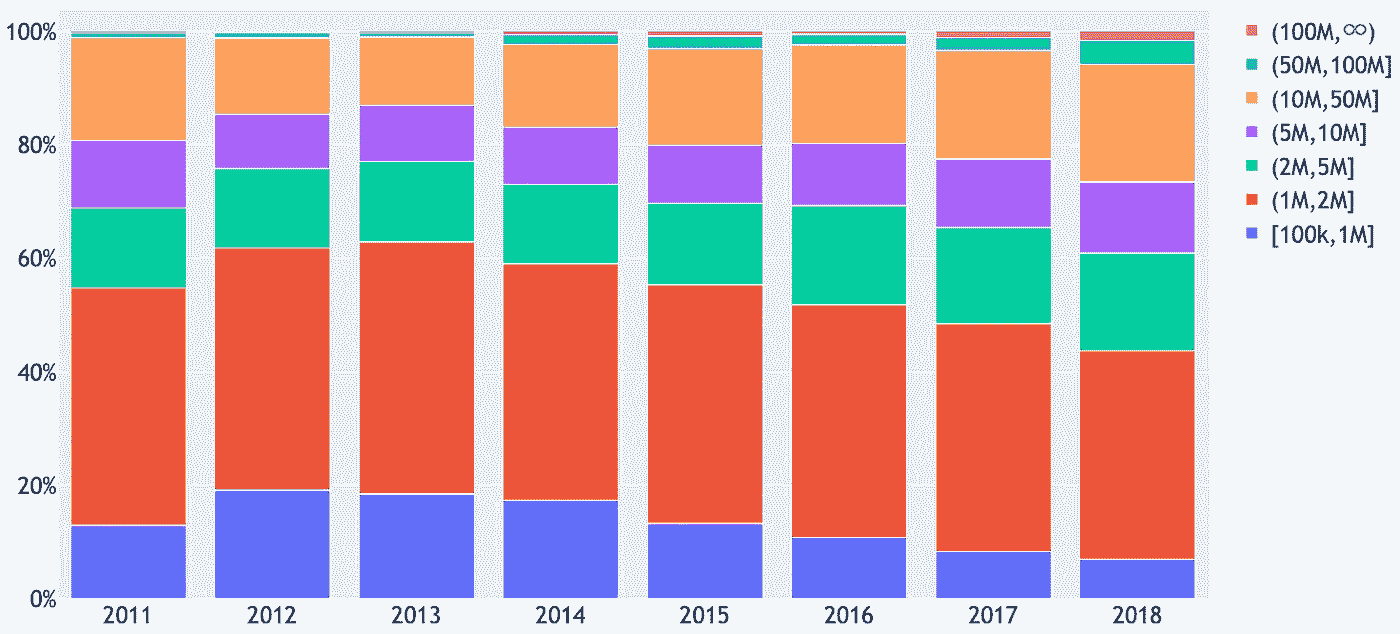 100%
80%
60%
40%
20%
0%
2011 2012 2013 2014 2015 2016 2017 2018
(100M,∞)
(50M,100M]
(10M,50M]
(5M,10M]
(2M,5M]
(1M,2M]
[100k,1M]